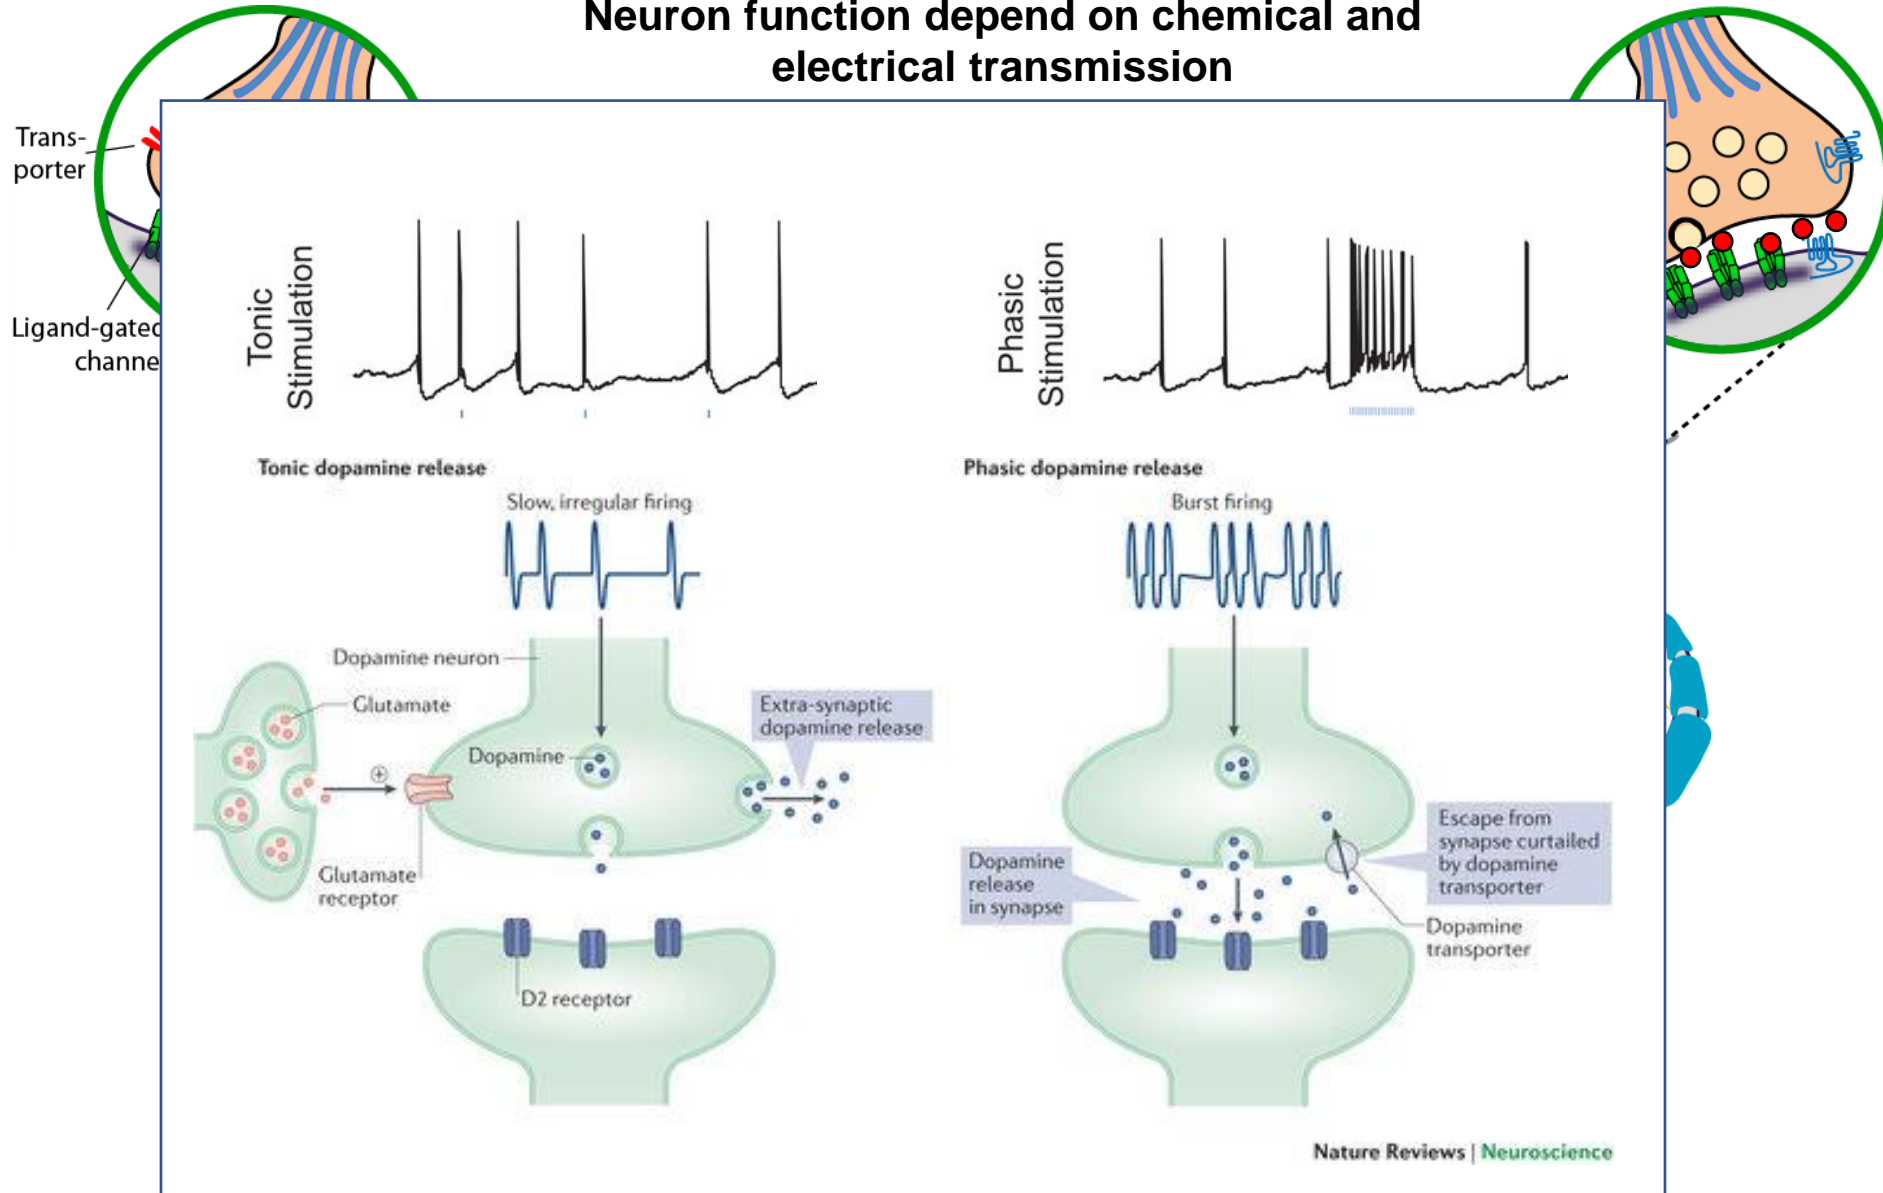 Neuron function depend on chemical and
electrical transmission
Trans-
porter
Ligand-gated
channe
Tonic
Stimulation
Phasic
Stimulation
Tonic dopamine release
Slow, irregular firing
Dopamine neuron
Glutamate
Dopamine
Extra-synaptic
dopamine release
Glutamate
receptor
D2 receptor
Phasic dopamine release
Burst firing
Dopamine
release
in synapse
Escape from
synapse curtailed
by dopamine
transporter
Dopamine
transporter
Nature Reviews | Neuroscience